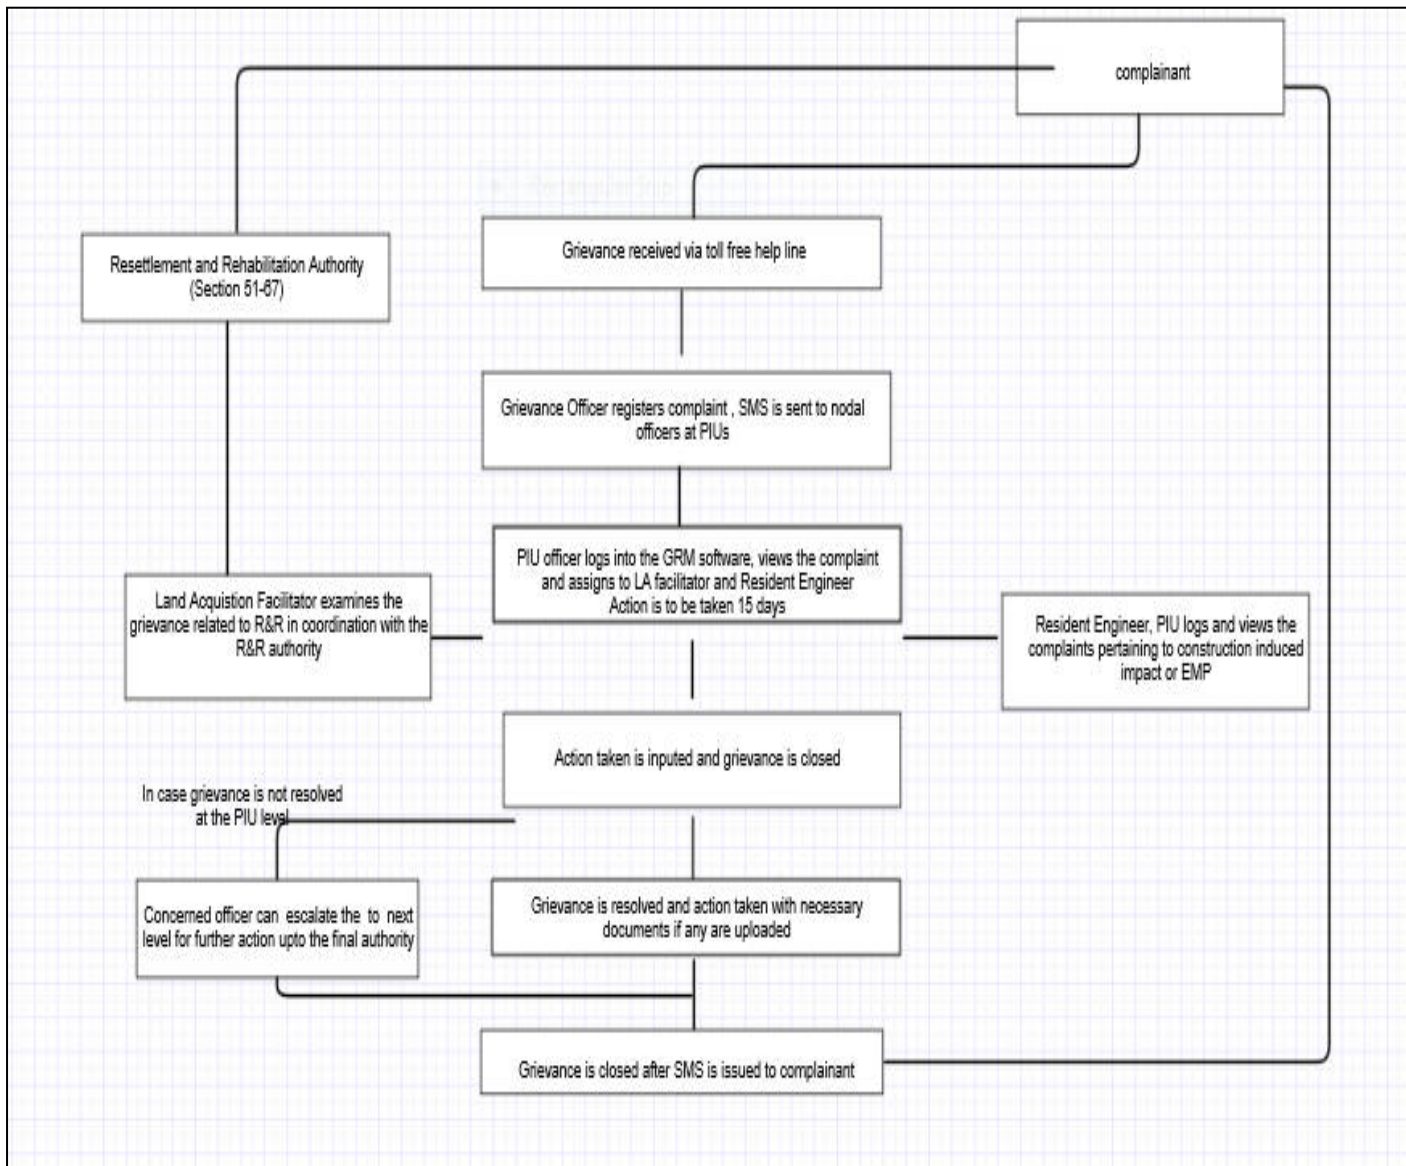 complainant
Grievance received via toll free help line
Resettlement and Rehabilitation Authority
(Section 51-67)
Grievance Officer registers complaint , SMS is sent to nodal
officers at PIUs
PIU officer logs into the GRM software, views the complaint
and assigns to LA facilitator and Resident Engineer
Action is to be taken 15 days
Land Acquistion Facilitator examines the
grievance related to R&R in coordination with the
R&R authority
Resident Engineer, PIU logs and views the
complaints pertaining to construction induced
impact or EMP
Action taken is inputed and grievance is closed
In case grievance is not resolved
at the PIU level
Concerned officer can escalate the to next
level for further action upto the final authority
Grievance is resolved and action taken with necessary
documents if any are uploaded
Grievance is closed after SMS is issued to complainant